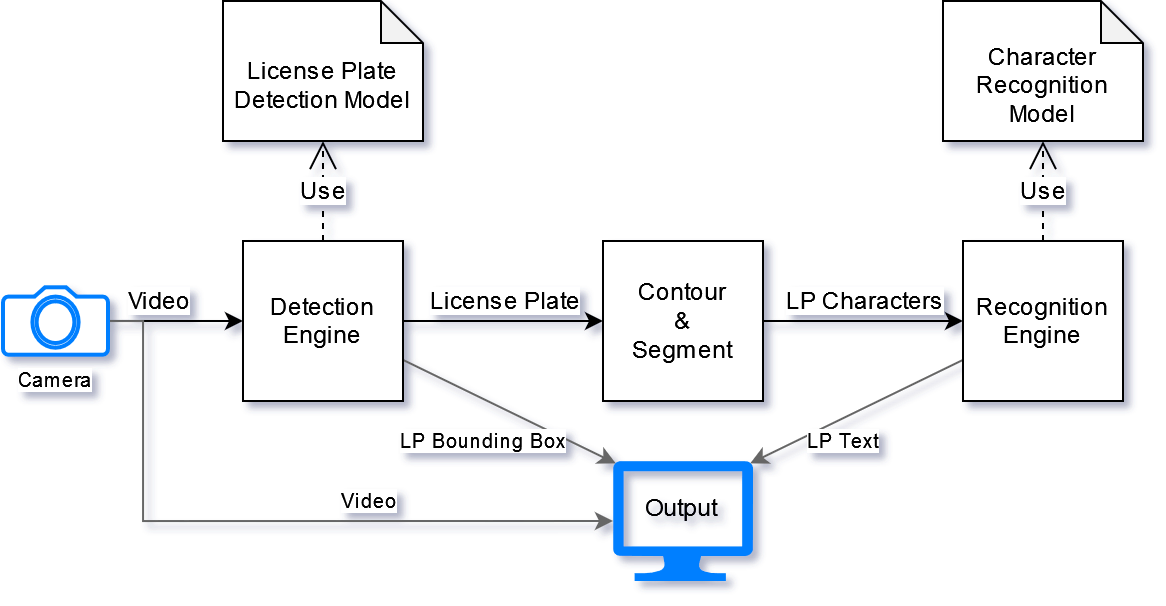 License Plate
Detection Model
Character
Recognition
Model
Use
Use
Video
Detection
Engine
License Plate
Contour
&
Segment
LP Characters
Recognition
Engine
Camera
LP Bounding Box
LP Text
Video
Output